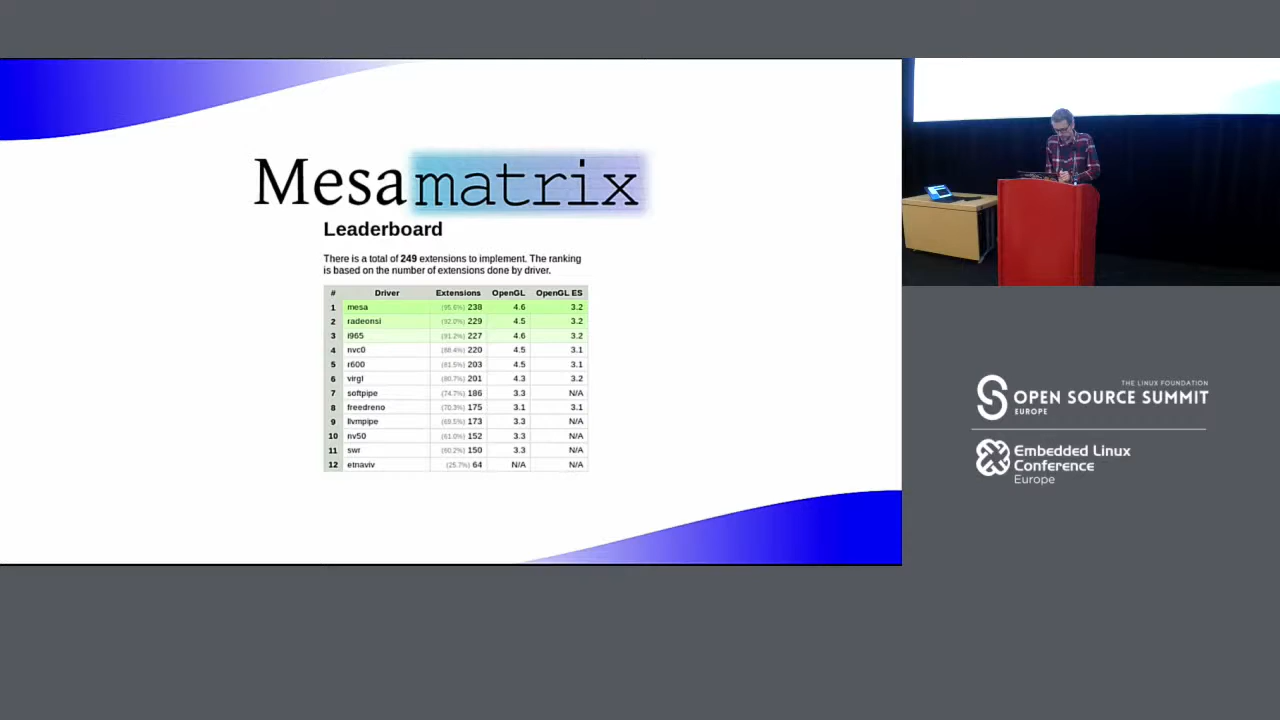 Mesamatrix
Leaderboard
There is a total of 249 extensions to implement. The ranking
is based on the number of extensions done by driver.
# Driver Extensions OpenGL OpenGL ES
1 mesa (95.6%) 238 4.6 3.2
2 radeonsi (92.0%) 229 4.5 3.2
3 i965 (91.2%) 227 4.6 3.2
4 nvc0 (88.4%) 220 4.5 3.1
5 r600 (81.5%) 203 4.5 3.1
6 virgl (80.7%) 201 4.3 3.2
7 softpipe (74.7%) 186 3.3 N/A
8 freedreno (70.3%) 175 3.1 3.1
9 llvmpipe (69.5%) 173 3.3 N/A
10 nv50 (61.0%) 152 3.3 N/A
11 swr (60.2%) 150 3.3 N/A
12 etnaviv (25.7%) 64 N/A N/A
THE LINUX FOUNDATION
OPEN SOURCE SUMMIT
EUROPE
Embedded Linux
Conference
Europe